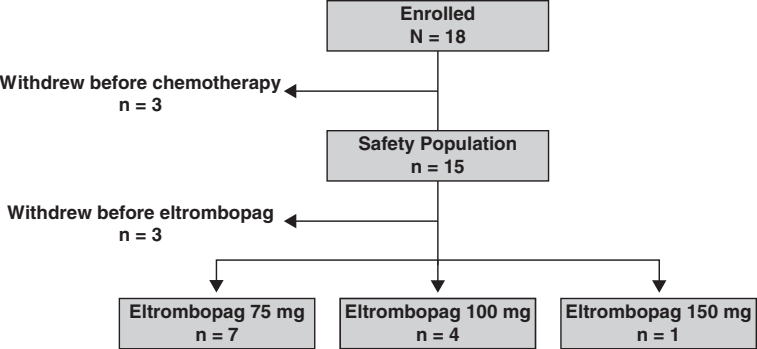 Enrolled
N = 18
Withdrew before chemotherapy
n = 3
Safety Population
n = 15
Withdrew before eltrombopag
n = 3
Eltrombopag 75 mg
n = 7
Eltrombopag 100 mg
n = 4
Eltrombopag 150 mg
n = 1